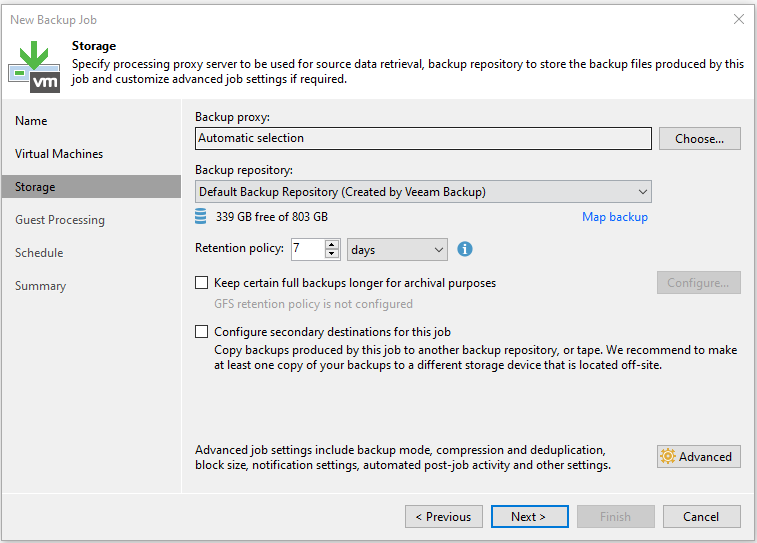 New Backup Job
Storage
Specify processing proxy server to be used for source data retrieval, backup repository to store the backup files produced by this
job and customize advanced job settings if required.
vm
Name
Virtual Machines
Storage
Guest Processing
Schedule
Summary
Backup proxy:
Automatic selection
Choose...
Backup repository:
Default Backup Repository (Created by Veeam Backup)
339 GB free of 803 GB
Map backup
Retention policy: 7 days
Keep certain full backups longer for archival purposes
Configure...
GFS retention policy is not configured
Configure secondary destinations for this job
Copy backups produced by this job to another backup repository, or tape. We recommend to make
at least one copy of your backups to a different storage device that is located off-site.
Advanced job settings include backup mode, compression and deduplication,
block size, notification settings, automated post-job activity and other settings.
Advanced
< Previous
Next >
Finish
Cancel